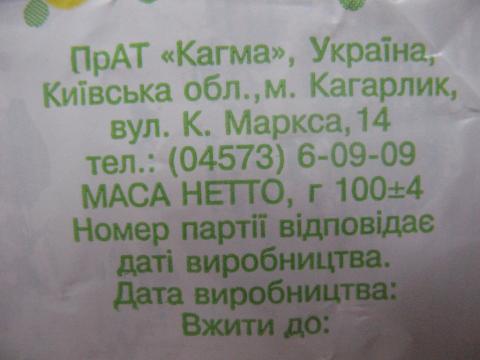 ПрАТ «Кагма», Україна,
Київська обл.,м. Кагарлик,
вул. К. Маркса,14
тел.: (04573) 6-09-09
МАСА НЕТТО, г 100±4
Номер партії відповідає
даті виробництва.
Дата виробництва:
Вжити до: